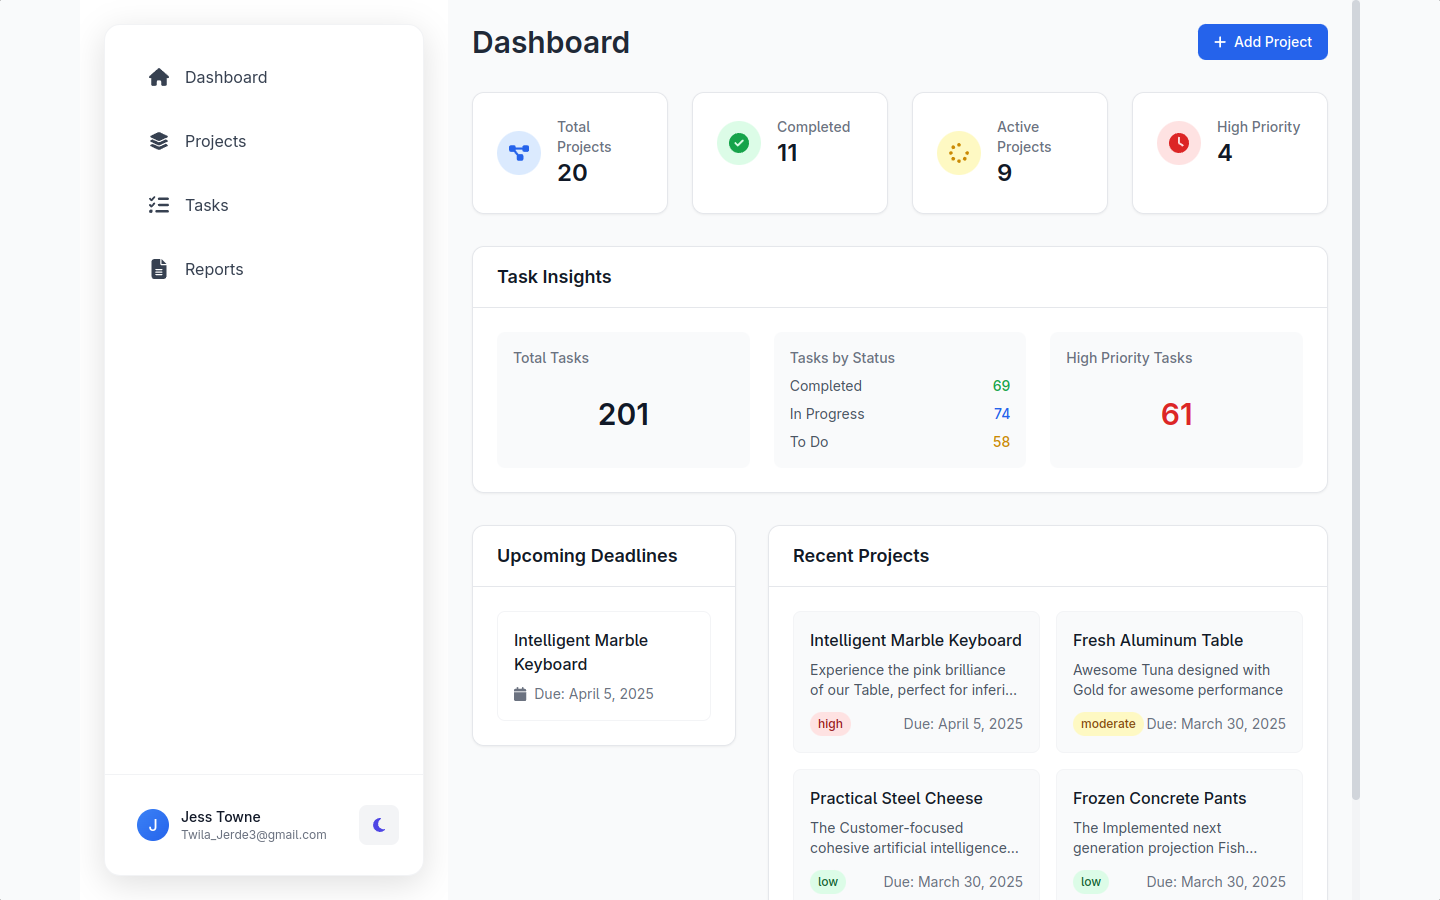 Dashboard
Projects
Tasks
Reports
J
Jess Towne
Twila_Jerde3@gmail.com
Dashboard
Add Project
Total
Projects
20
Completed
11
Active
Projects
9
High Priority
4
Task Insights
Total Tasks
201
Tasks by Status
Completed 69
In Progress 74
To Do 58
High Priority Tasks
61
Upcoming Deadlines
Intelligent Marble
Keyboard
Due: April 5, 2025
Recent Projects
Intelligent Marble Keyboard
Experience the pink brilliance
of our Table, perfect for inferi...
high Due: April 5, 2025
Fresh Aluminum Table
Awesome Tuna designed with
Gold for awesome performance
moderate Due: March 30, 2025
Practical Steel Cheese
The Customer-focused
cohesive artificial intelligence...
low Due: March 30, 2025
Frozen Concrete Pants
The Implemented next
generation projection Fish...
low Due: March 30, 2025